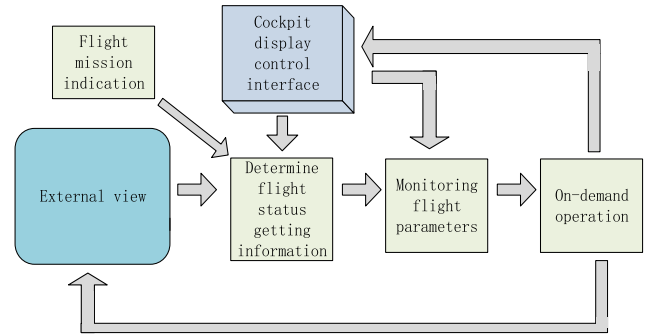 Flight
mission
indication
Cockpit
display
control
interface
External view
Determine
flight
status
getting
information
Monitoring
flight
parameters
On-demand
operation